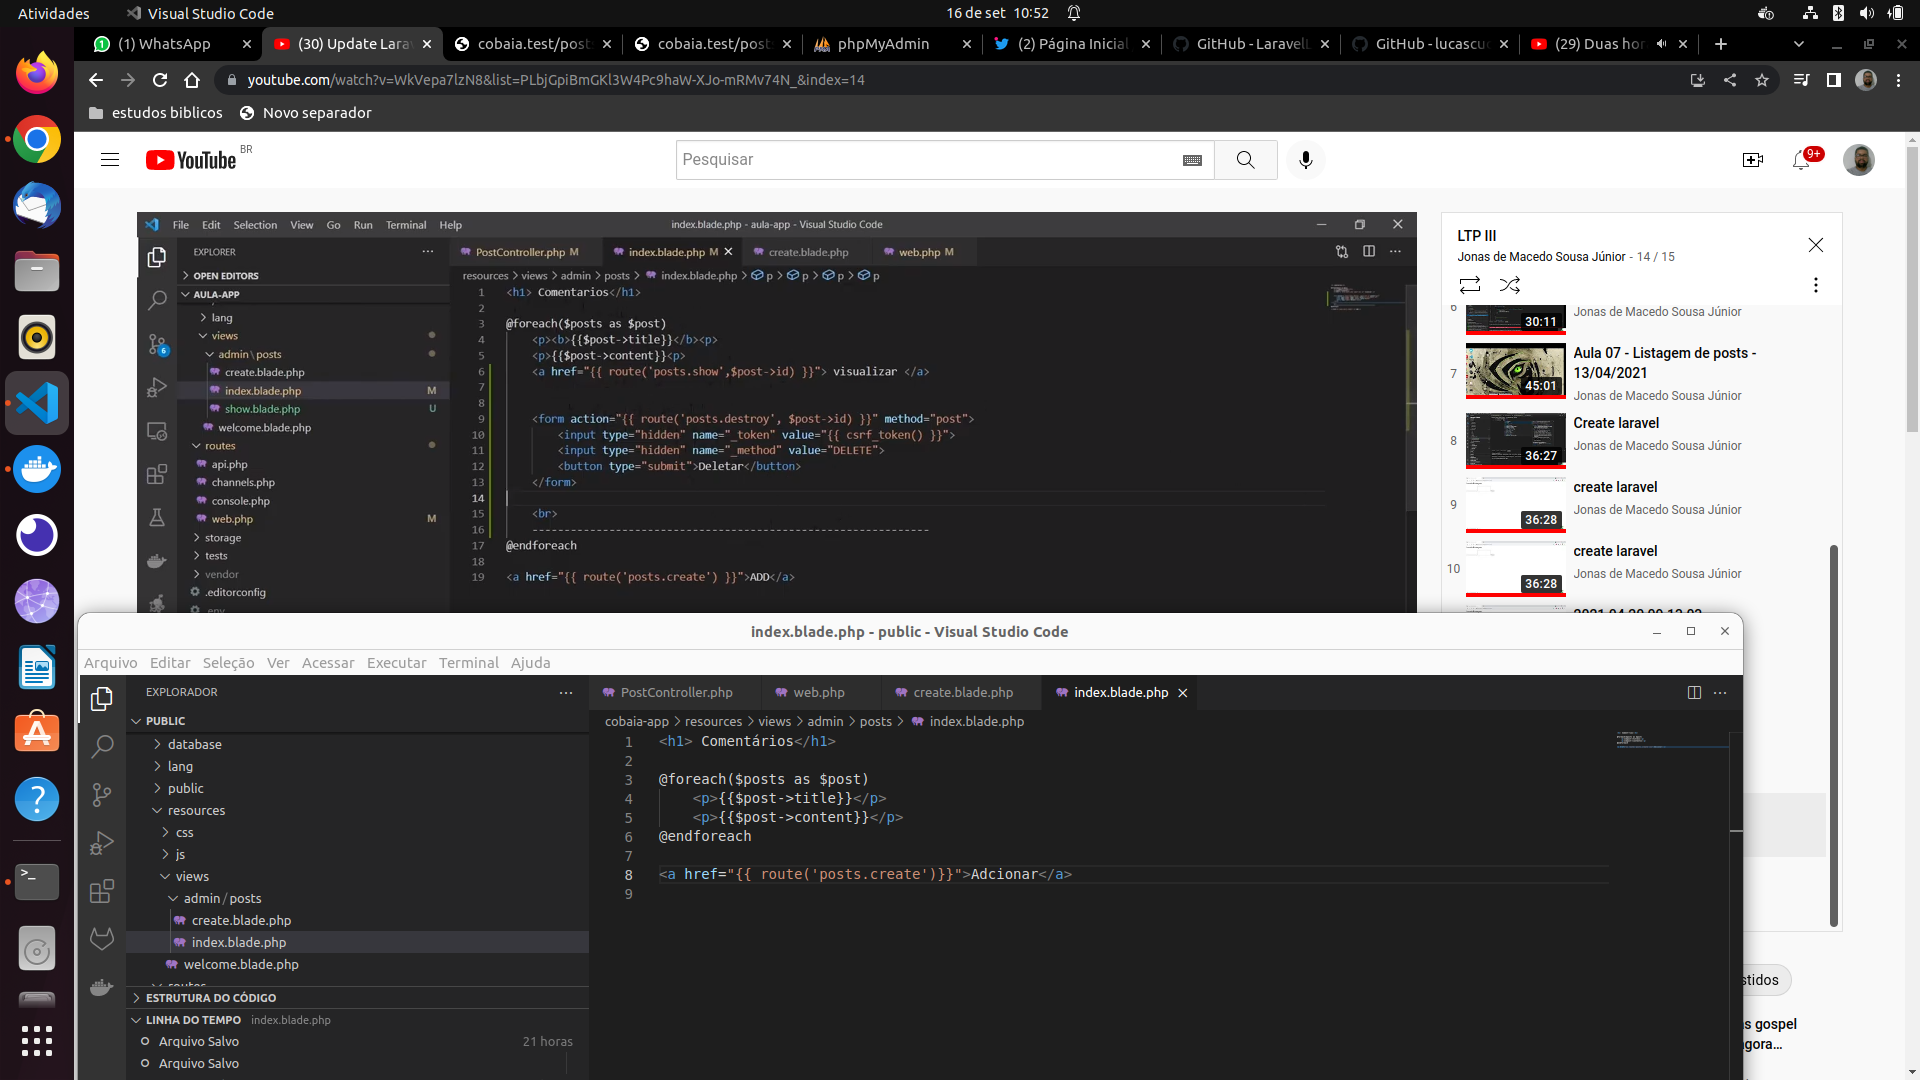 Atividades
Visual Studio Code
16 de set 10:52
(1) WhatsApp
(30) Update Larav
cobaia.test/posts
cobaia.test/posts
phpMyAdmin
(2) Página Inicial
GitHub - LaravelL
GitHub - lucascuc
(29) Duas hor
youtube.com/watch?v=WkVepa7lzN8&list=PLbjGpiBmGKl3W4Pc9haW-XJo-mRMv74N_&index=14
estudos biblicos
Novo separador
YouTube BR
Pesquisar
9+
File Edit Selection View Go Run Terminal Help
index.blade.php - aula-app - Visual Studio Code
EXPLORER
OPEN EDITORS
AULA-APP
lang
views
admin \ posts
create.blade.php
index.blade.php M
show.blade.php U
welcome.blade.php
routes
api.php
channels.php
console.php
web.php M
storage
tests
vendor
.editorconfig
.env
6
PostController.php M
index.blade.php M
create.blade.php
web.php M
resources > views > admin > posts > index.blade.php > p > p > p > p
1 <h1> Comentarios</h1>
2
3 @foreach($posts as $post)
4 <p><b>{{$post->title}}</b><p>
5 <p>{{$post->content}}<p>
6 <a href="{{ route('posts.show',$post->id) }}"> visualizar </a>
7
8
9 <form action="{{ route('posts.destroy', $post->id) }}" method="post">
10 <input type="hidden" name="_token" value="{{ csrf_token() }}">
11 <input type="hidden" name="_method" value="DELETE">
12 <button type="submit">Deletar</button>
13 </form>
14
15 <br>
16 -------------------------------------------------------------
17 @endforeach
18
19 <a href="{{ route('posts.create') }}">ADD</a>
LTP III
Jonas de Macedo Sousa Júnior - 14 / 15
6
30:11
Jonas de Macedo Sousa Júnior
7
45:01
Aula 07 - Listagem de posts -
13/04/2021
Jonas de Macedo Sousa Júnior
8
36:27
Create laravel
Jonas de Macedo Sousa Júnior
9
36:28
create laravel
Jonas de Macedo Sousa Júnior
10
36:28
create laravel
Jonas de Macedo Sousa Júnior
index.blade.php - public - Visual Studio Code
Arquivo Editar Seleção Ver Acessar Executar Terminal Ajuda
EXPLORADOR
PUBLIC
database
lang
public
resources
css
js
views
admin / posts
create.blade.php
index.blade.php
welcome.blade.php
routes
ESTRUTURA DO CÓDIGO
LINHA DO TEMPO index.blade.php
Arquivo Salvo 21 horas
Arquivo Salvo
PostController.php
web.php
create.blade.php
index.blade.php
cobaia-app > resources > views > admin > posts > index.blade.php
1 <h1> Comentários</h1>
2
3 @foreach($posts as $post)
4 <p>{{$post->title}}</p>
5 <p>{{$post->content}}</p>
6 @endforeach
7
8 <a href="{{ route('posts.create')}}">Adcionar</a>
9
stidos
s gospel
gora...